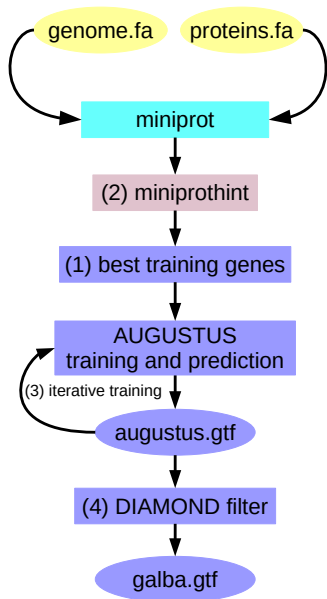 genome.fa
proteins.fa
miniprot
(2) miniprothint
(1) best training genes
AUGUSTUS
training and prediction
(3) iterative training
augustus.gtf
(4) DIAMOND filter
galba.gtf